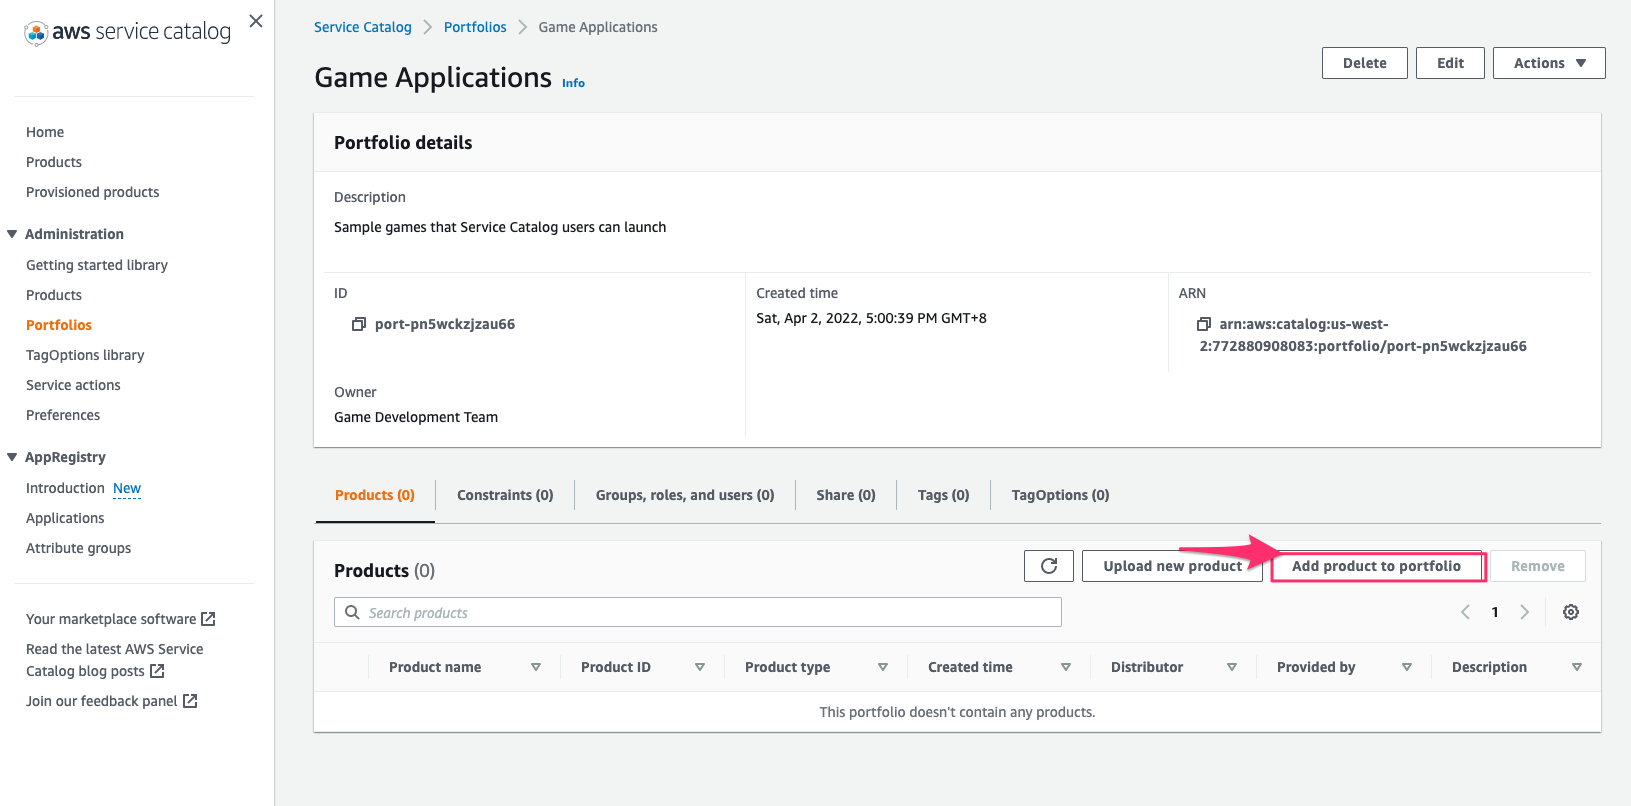 aws service catalog
Home
Products
Provisioned products
Administration
Getting started library
Products
Portfolios
TagOptions library
Service actions
Preferences
AppRegistry
Introduction New
Applications
Attribute groups
Your marketplace software
Read the latest AWS Service
Catalog blog posts
Join our feedback panel
Service Catalog Portfolios Game Applications
Game Applications Info
Delete Edit Actions
Portfolio details
Description
Sample games that Service Catalog users can launch
ID
port-pn5wckzjzau66
Created time
Sat, Apr 2, 2022, 5:00:39 PM GMT+8
ARN
arn:aws:catalog:us-west-
2:772880908083:portfolio/port-pn5wckzjzau66
Owner
Game Development Team
Products (0) Constraints (0) Groups, roles, and users (0) Share (0) Tags (0) TagOptions (0)
Products (0)
Upload new product Add product to portfolio Remove
Search products
1
Product name Product ID Product type Created time Distributor Provided by Description
This portfolio doesn't contain any products.